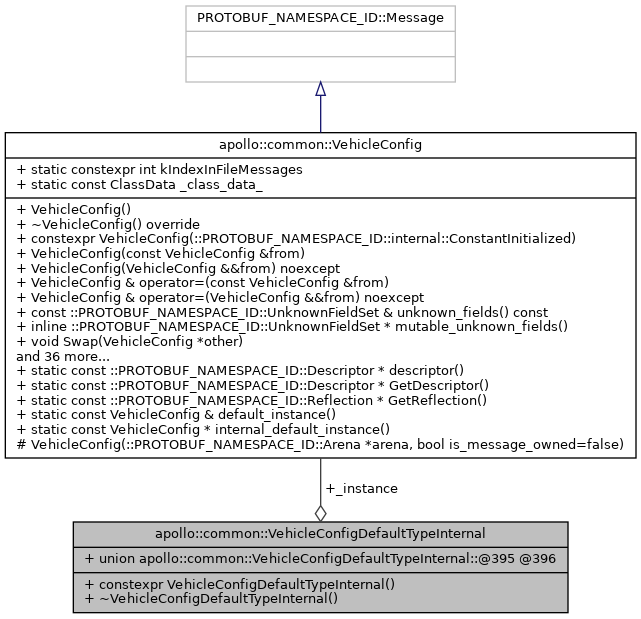 PROTOBUF_NAMESPACE_ID::Message
apollo::common::VehicleConfig
+ static constexpr int kIndexInFileMessages
+ static const ClassData _class_data_
+ VehicleConfig()
+ ~VehicleConfig() override
+ constexpr VehicleConfig(::PROTOBUF_NAMESPACE_ID::internal::ConstantInitialized)
+ VehicleConfig(const VehicleConfig &from)
+ VehicleConfig(VehicleConfig &&from) noexcept
+ VehicleConfig & operator=(const VehicleConfig &from)
+ VehicleConfig & operator=(VehicleConfig &&from) noexcept
+ const ::PROTOBUF_NAMESPACE_ID::UnknownFieldSet & unknown_fields() const
+ inline ::PROTOBUF_NAMESPACE_ID::UnknownFieldSet * mutable_unknown_fields()
+ void Swap(VehicleConfig *other)
and 36 more...
+ static const ::PROTOBUF_NAMESPACE_ID::Descriptor * descriptor()
+ static const ::PROTOBUF_NAMESPACE_ID::Descriptor * GetDescriptor()
+ static const ::PROTOBUF_NAMESPACE_ID::Reflection * GetReflection()
+ static const VehicleConfig & default_instance()
+ static const VehicleConfig * internal_default_instance()
# VehicleConfig(::PROTOBUF_NAMESPACE_ID::Arena *arena, bool is_message_owned=false)
+_instance
apollo::common::VehicleConfigDefaultTypeInternal
+ union apollo::common::VehicleConfigDefaultTypeInternal::@395 @396
+ constexpr VehicleConfigDefaultTypeInternal()
+ ~VehicleConfigDefaultTypeInternal()